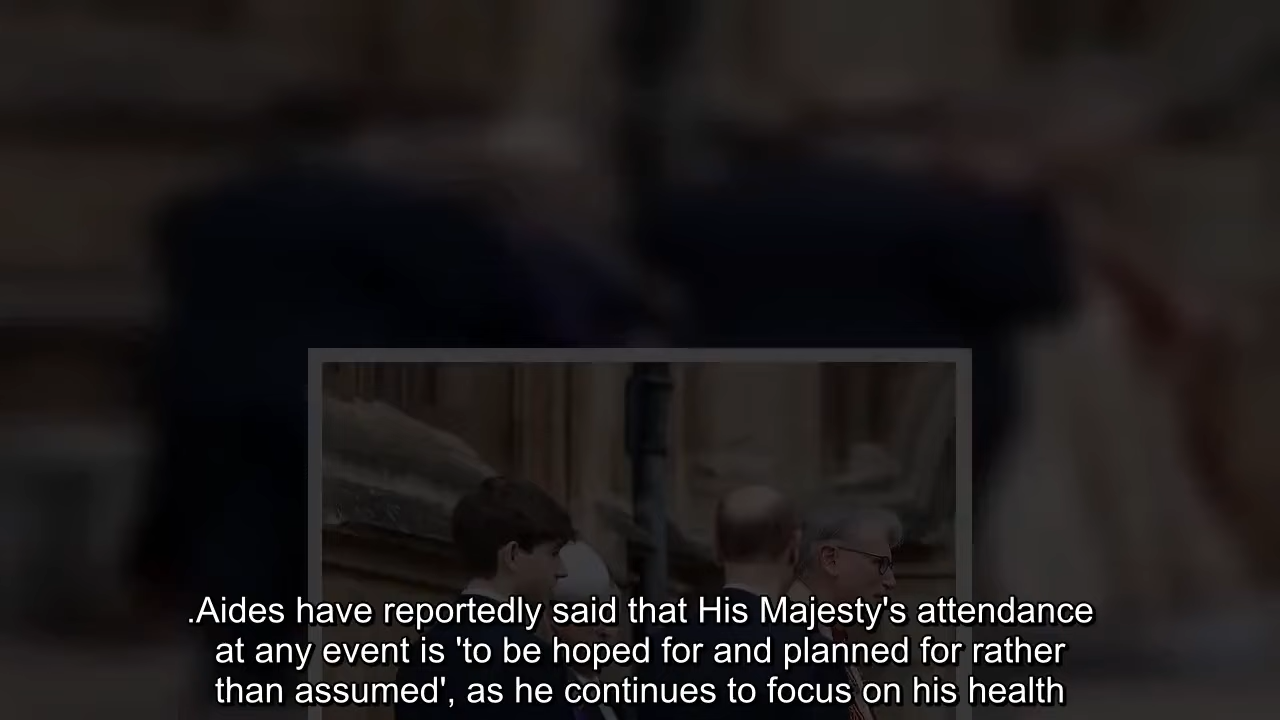 .Aides have reportedly said that His Majesty's attendance
at any event is 'to be hoped for and planned for rather
than assumed', as he continues to focus on his health